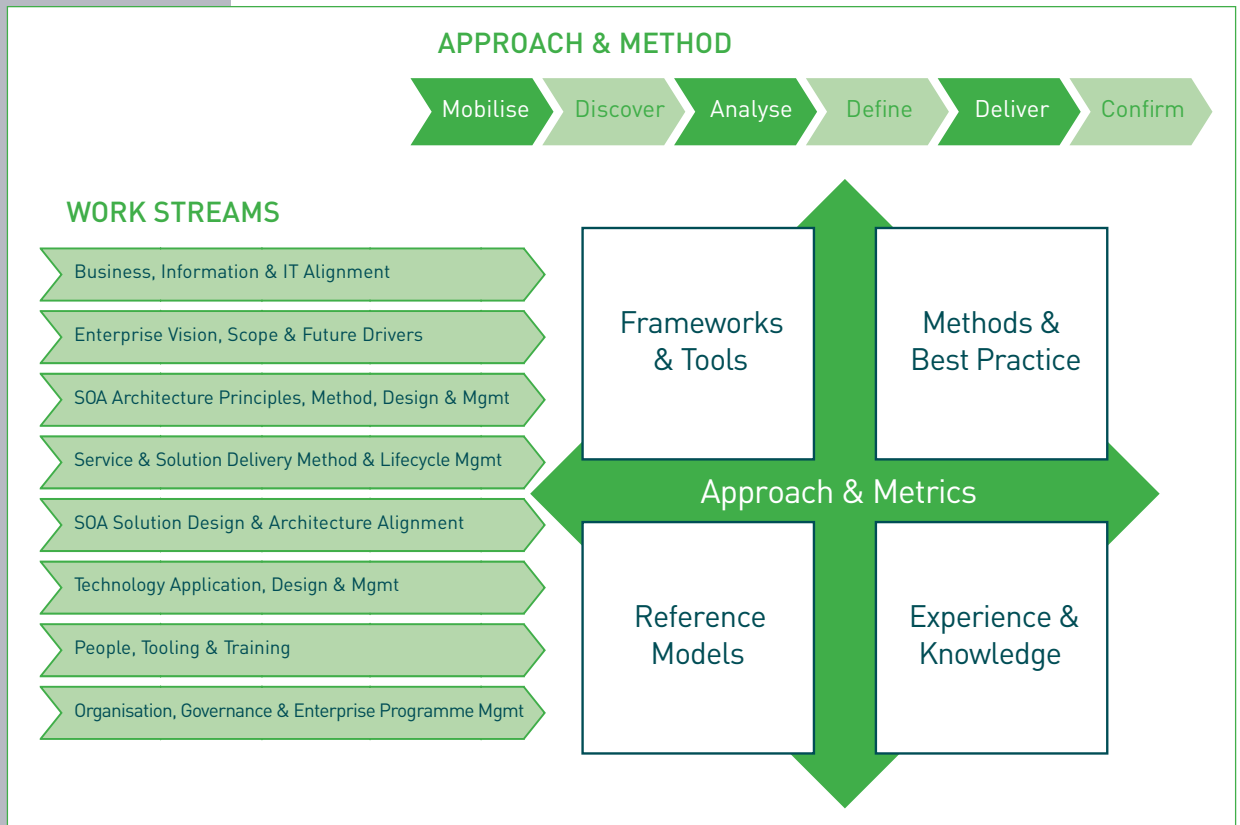 APPROACH & METHOD
Mobilise
Discover
Analyse
Define
Deliver
Confirm
WORK STREAMS
Business, Information & IT Alignment
Enterprise Vision, Scope & Future Drivers
SOA Architecture Principles, Method, Design & Mgmt
Service & Solution Delivery Method & Lifecycle Mgmt
SOA Solution Design & Architecture Alignment
Technology Application, Design & Mgmt
People, Tooling & Training
Organisation, Governance & Enterprise Programme Mgmt
Frameworks
& Tools
Methods &
Best Practice
Approach & Metrics
Reference
Models
Experience &
Knowledge